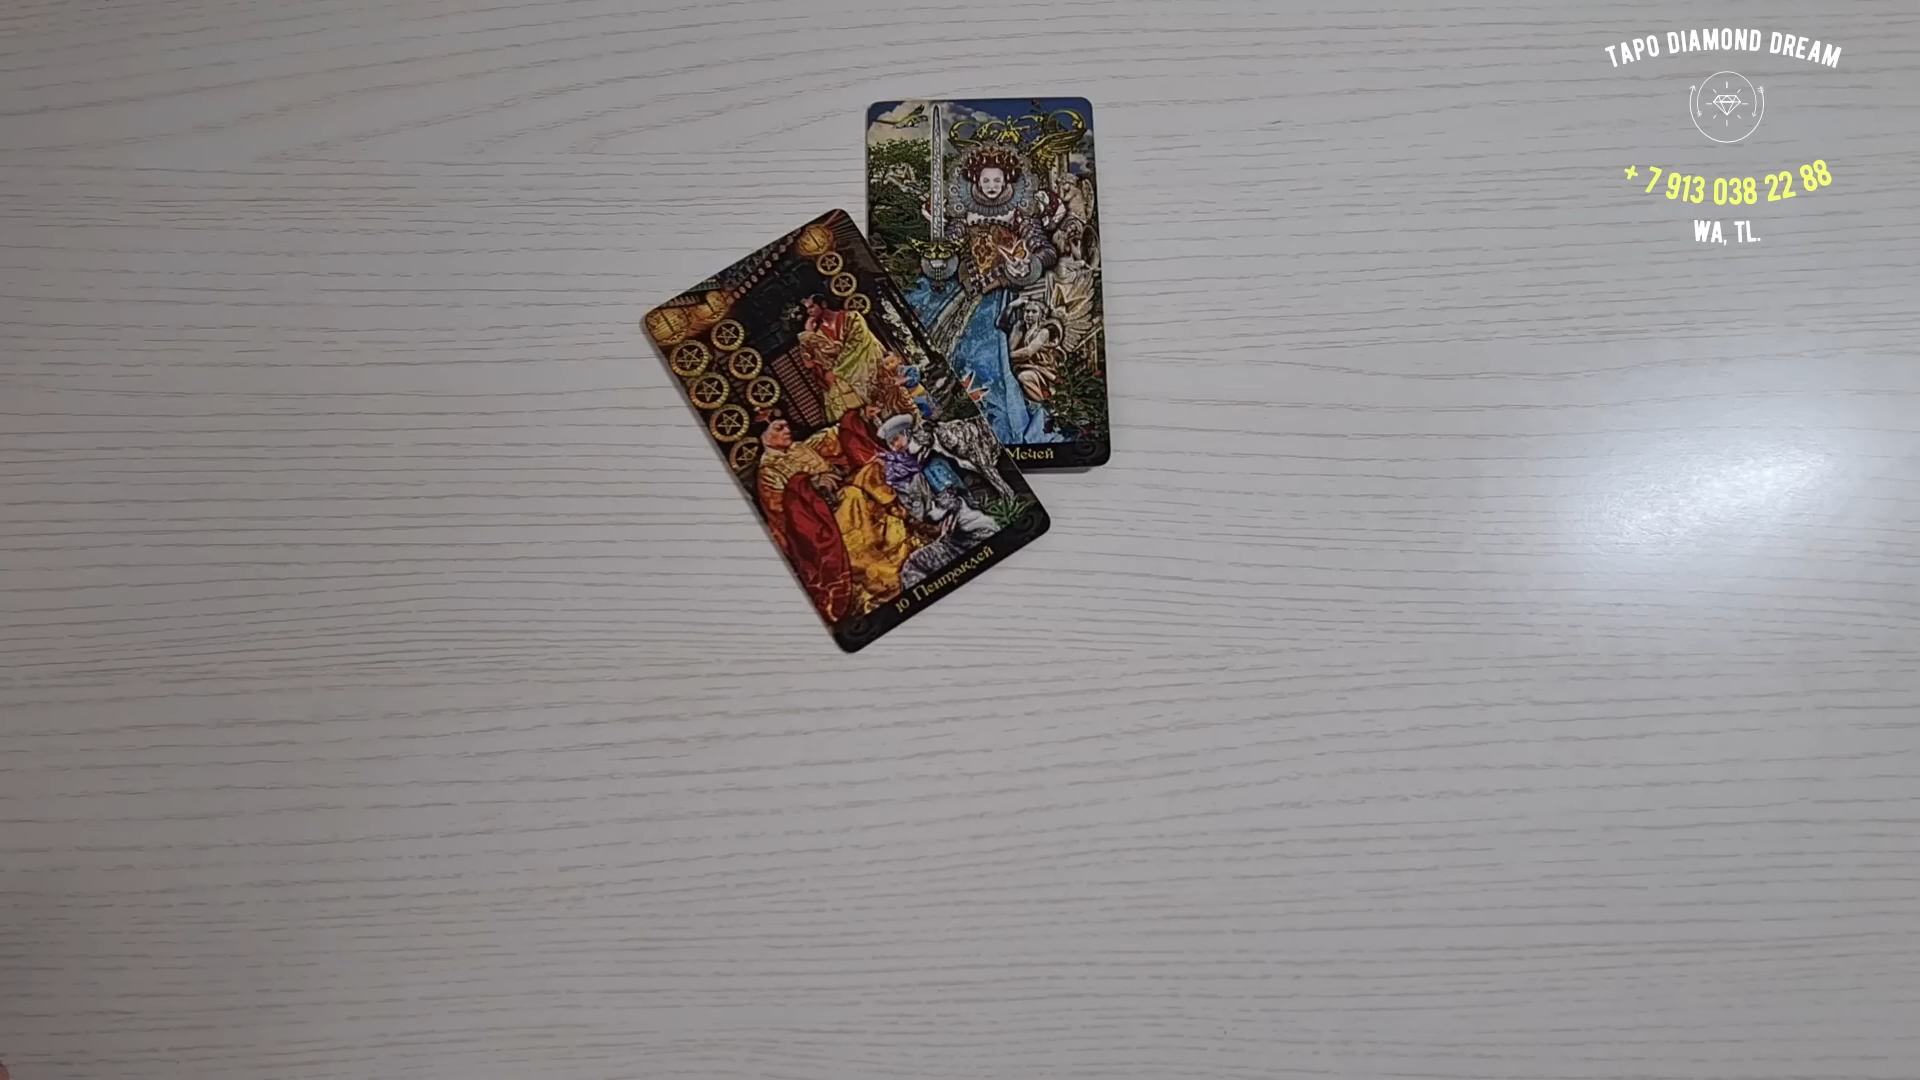 ТАРО DIAMOND DREAM
+ 7 913 038 22 88
WA, TL.
Мечей
10 Пентаклей